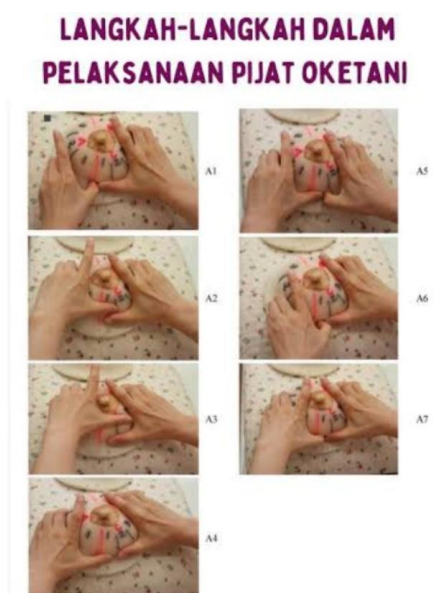 LANGKAH-LANGKAH DALAM
PELAKSANAAN PIJAT OKETANI
A1
A5
A2
A6
A3
A7
A4